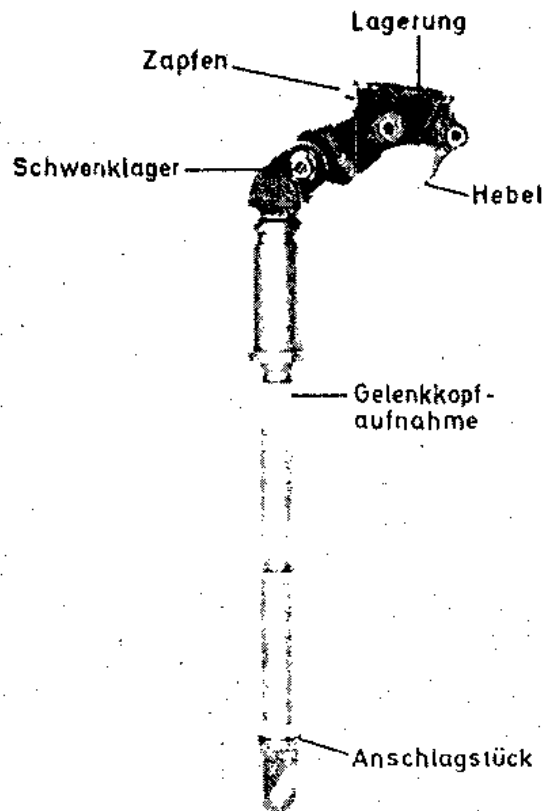 Lagerung
Zapfen
Schwenklager
Hebel
Gelenkkopf-
aufnahme
Anschlagstück